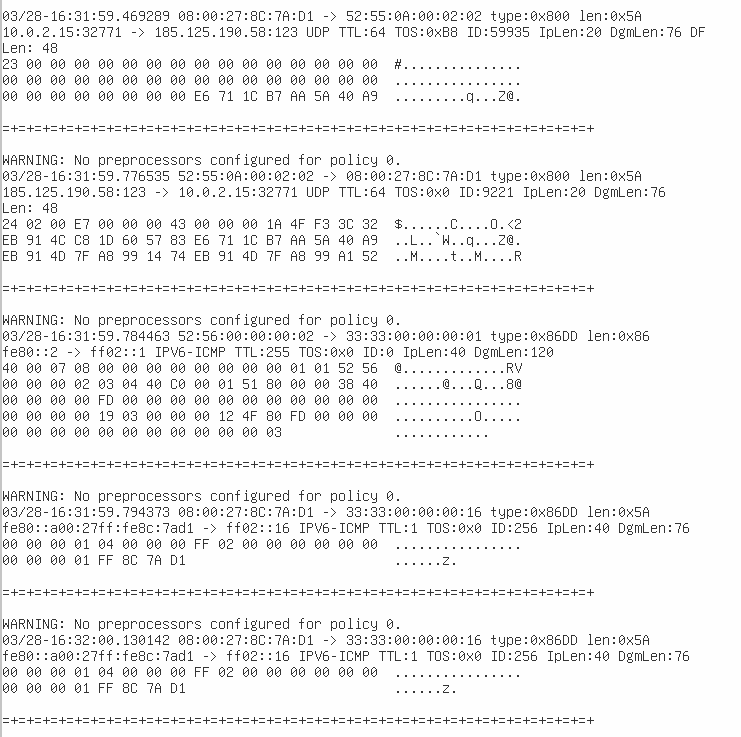 03/28-16:31:59.469289 08:00:27:8C:7A:D1 -> 52:55:0A:00:02:02 type:0x800 len:0x5A
10.0.2.15:32771 -> 185.125.190.58:123 UDP TTL:64 TOS:0xB8 ID:59935 IpLen:20 DgmLen:76 DF
Len: 48
23 00 00 00 00 00 00 00 00 00 00 00 00 00 00 00  #...............
00 00 00 00 00 00 00 00 00 00 00 00 00 00 00 00  ................
00 00 00 00 00 00 00 00 E6 71 1C B7 AA 5A 40 A9  .........q...Z@.
=+=+=+=+=+=+=+=+=+=+=+=+=+=+=+=+=+=+=+=+=+=+=+=+=+=+=+=+=+=+=+=+=+=+=+=+=+
WARNING: No preprocessors configured for policy 0.
03/28-16:31:59.776535 52:55:0A:00:02:02 -> 08:00:27:8C:7A:D1 type:0x800 len:0x5A
185.125.190.58:123 -> 10.0.2.15:32771 UDP TTL:64 TOS:0x0 ID:9221 IpLen:20 DgmLen:76
Len: 48
24 02 00 E7 00 00 00 43 00 00 00 1A 4F F3 3C 32  $......C....O.<2
EB 91 4C C8 1D 60 57 83 E6 71 1C B7 AA 5A 40 A9  ..L..`W..q...Z@.
EB 91 4D 7F A8 99 14 74 EB 91 4D 7F A8 99 A1 52  ..M....t..M....R
=+=+=+=+=+=+=+=+=+=+=+=+=+=+=+=+=+=+=+=+=+=+=+=+=+=+=+=+=+=+=+=+=+=+=+=+=+
WARNING: No preprocessors configured for policy 0.
03/28-16:31:59.784463 52:56:00:00:00:02 -> 33:33:00:00:00:01 type:0x86DD len:0x86
fe80::2 -> ff02::1 IPV6-ICMP TTL:255 TOS:0x0 ID:0 IpLen:40 DgmLen:120
40 00 07 08 00 00 00 00 00 00 00 00 01 01 52 56  @.............RV
00 00 00 02 03 04 40 C0 00 01 51 80 00 00 38 40  ......@...Q...8@
00 00 00 00 FD 00 00 00 00 00 00 00 00 00 00 00  ................
00 00 00 00 19 03 00 00 00 12 4F 80 FD 00 00 00  ..........O.....
00 00 00 00 00 00 00 00 00 00 00 03              ............
=+=+=+=+=+=+=+=+=+=+=+=+=+=+=+=+=+=+=+=+=+=+=+=+=+=+=+=+=+=+=+=+=+=+=+=+=+
WARNING: No preprocessors configured for policy 0.
03/28-16:31:59.794373 08:00:27:8C:7A:D1 -> 33:33:00:00:00:16 type:0x86DD len:0x5A
fe80::a00:27ff:fe8c:7ad1 -> ff02::16 IPV6-ICMP TTL:1 TOS:0x0 ID:256 IpLen:40 DgmLen:76
00 00 00 01 04 00 00 00 FF 02 00 00 00 00 00 00  ................
00 00 00 01 FF 8C 7A D1                          ......z.
=+=+=+=+=+=+=+=+=+=+=+=+=+=+=+=+=+=+=+=+=+=+=+=+=+=+=+=+=+=+=+=+=+=+=+=+=+
WARNING: No preprocessors configured for policy 0.
03/28-16:32:00.130142 08:00:27:8C:7A:D1 -> 33:33:00:00:00:16 type:0x86DD len:0x5A
fe80::a00:27ff:fe8c:7ad1 -> ff02::16 IPV6-ICMP TTL:1 TOS:0x0 ID:256 IpLen:40 DgmLen:76
00 00 00 01 04 00 00 00 FF 02 00 00 00 00 00 00  ................
00 00 00 01 FF 8C 7A D1                          ......z.
=+=+=+=+=+=+=+=+=+=+=+=+=+=+=+=+=+=+=+=+=+=+=+=+=+=+=+=+=+=+=+=+=+=+=+=+=+